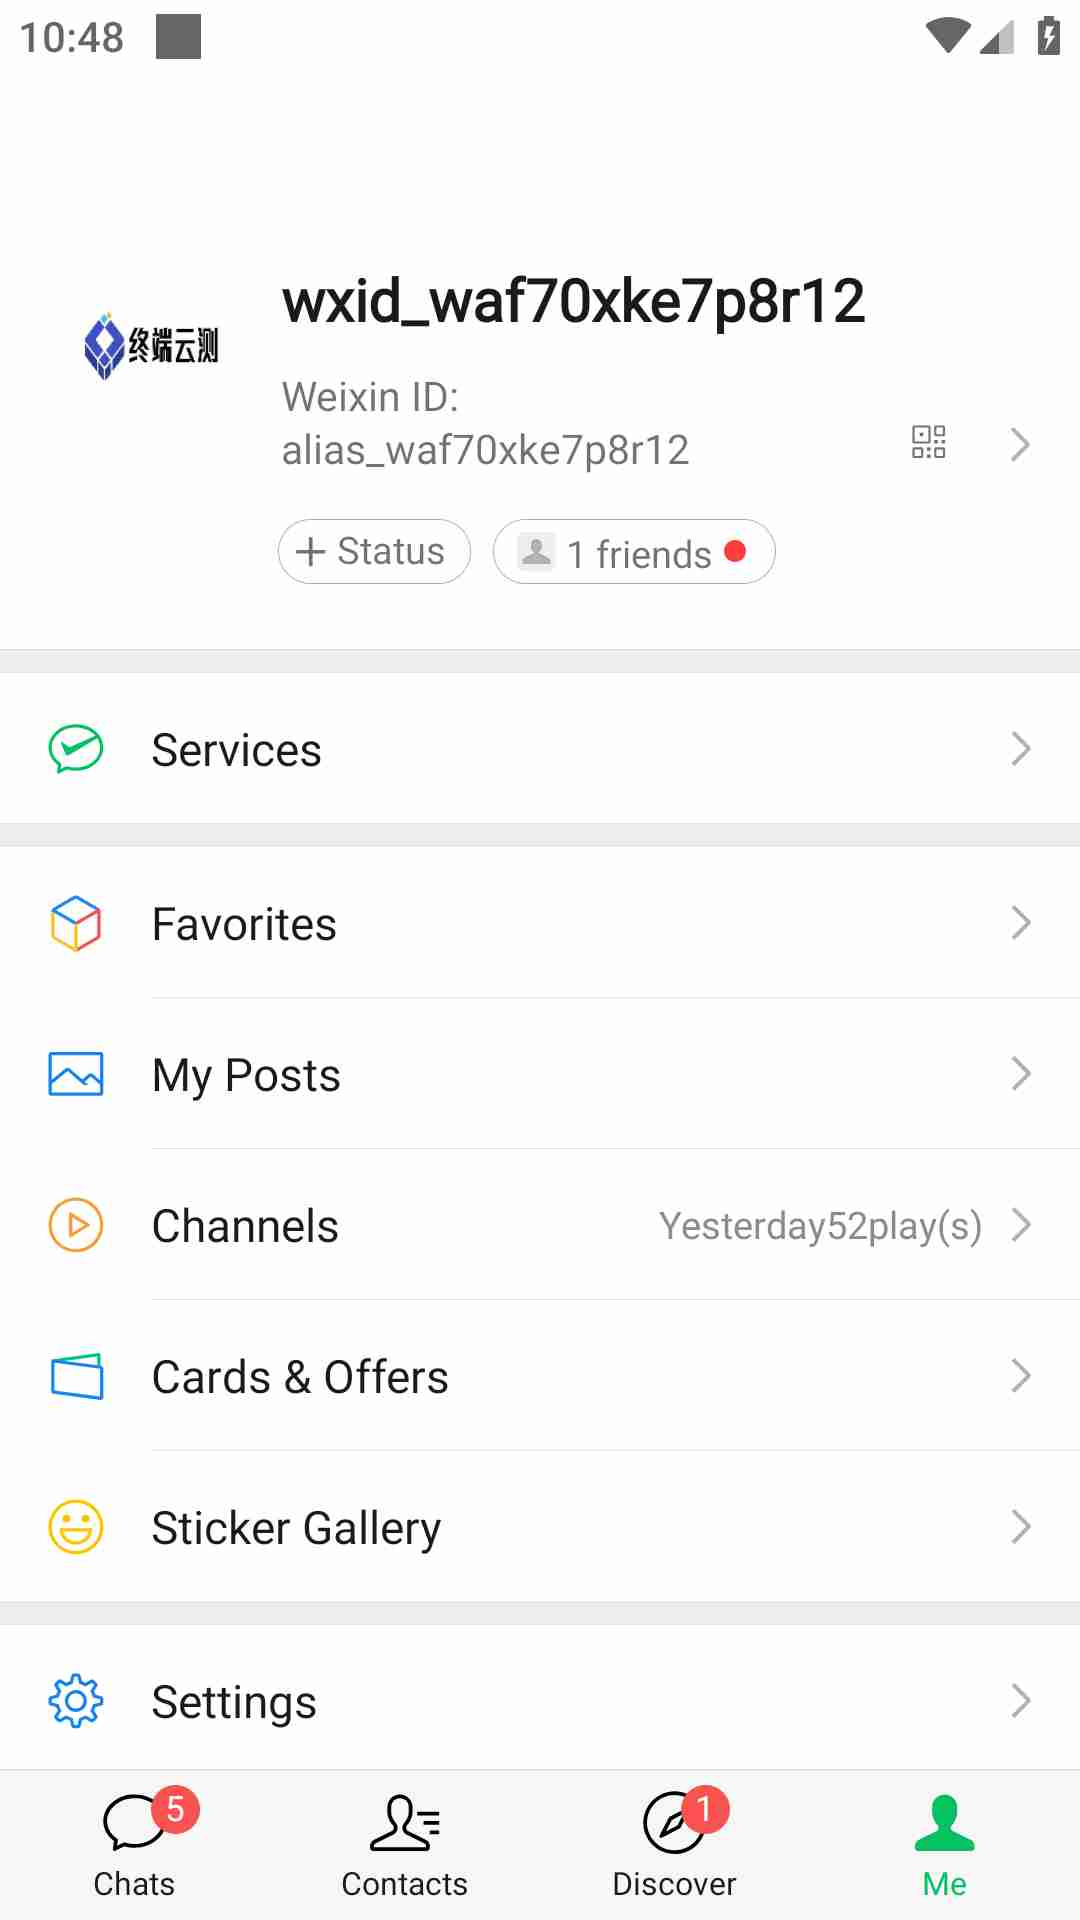 10:48
wxid_waf70xke7p8r12
终端云测
Weixin ID:
alias_waf70xke7p8r12
Status
1 friends
Services
Favorites
My Posts
Channels
Yesterday52play(s)
Cards & Offers
Sticker Gallery
Settings
5
1
Chats
Contacts
Discover
Me